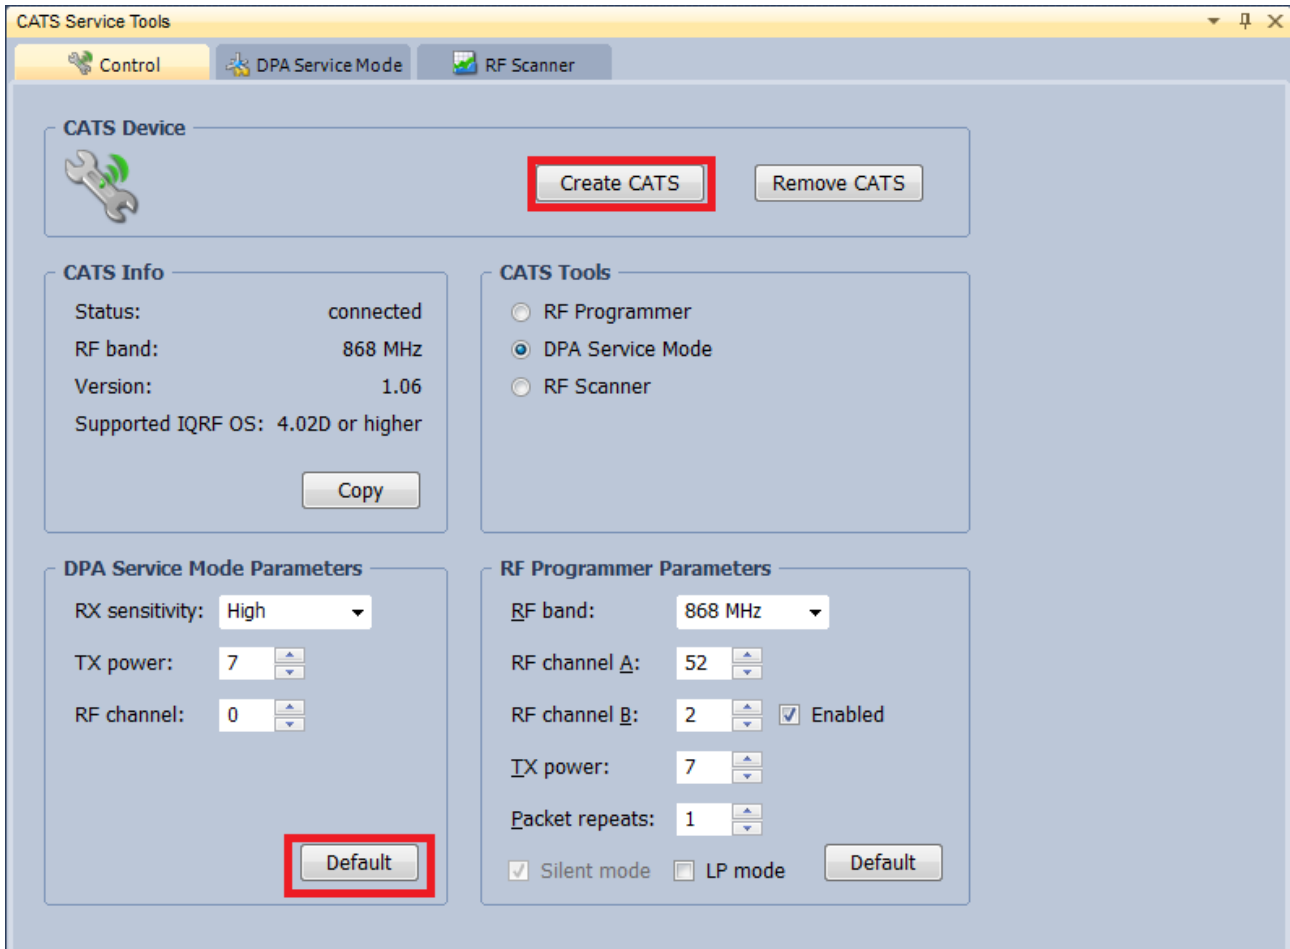 CATS Service Tools
Control DPA Service Mode RF Scanner
CATS Device
Create CATS Remove CATS
CATS Info
Status: connected
RF band: 868 MHz
Version: 1.06
Supported IQRF OS: 4.02D or higher
Copy
CATS Tools
RF Programmer
DPA Service Mode
RF Scanner
DPA Service Mode Parameters
RX sensitivity: High
TX power: 7
RF channel: 0
Default
RF Programmer Parameters
RF band: 868 MHz
RF channel A: 52
RF channel B: 2 Enabled
TX power: 7
Packet repeats: 1
Silent mode LP mode Default